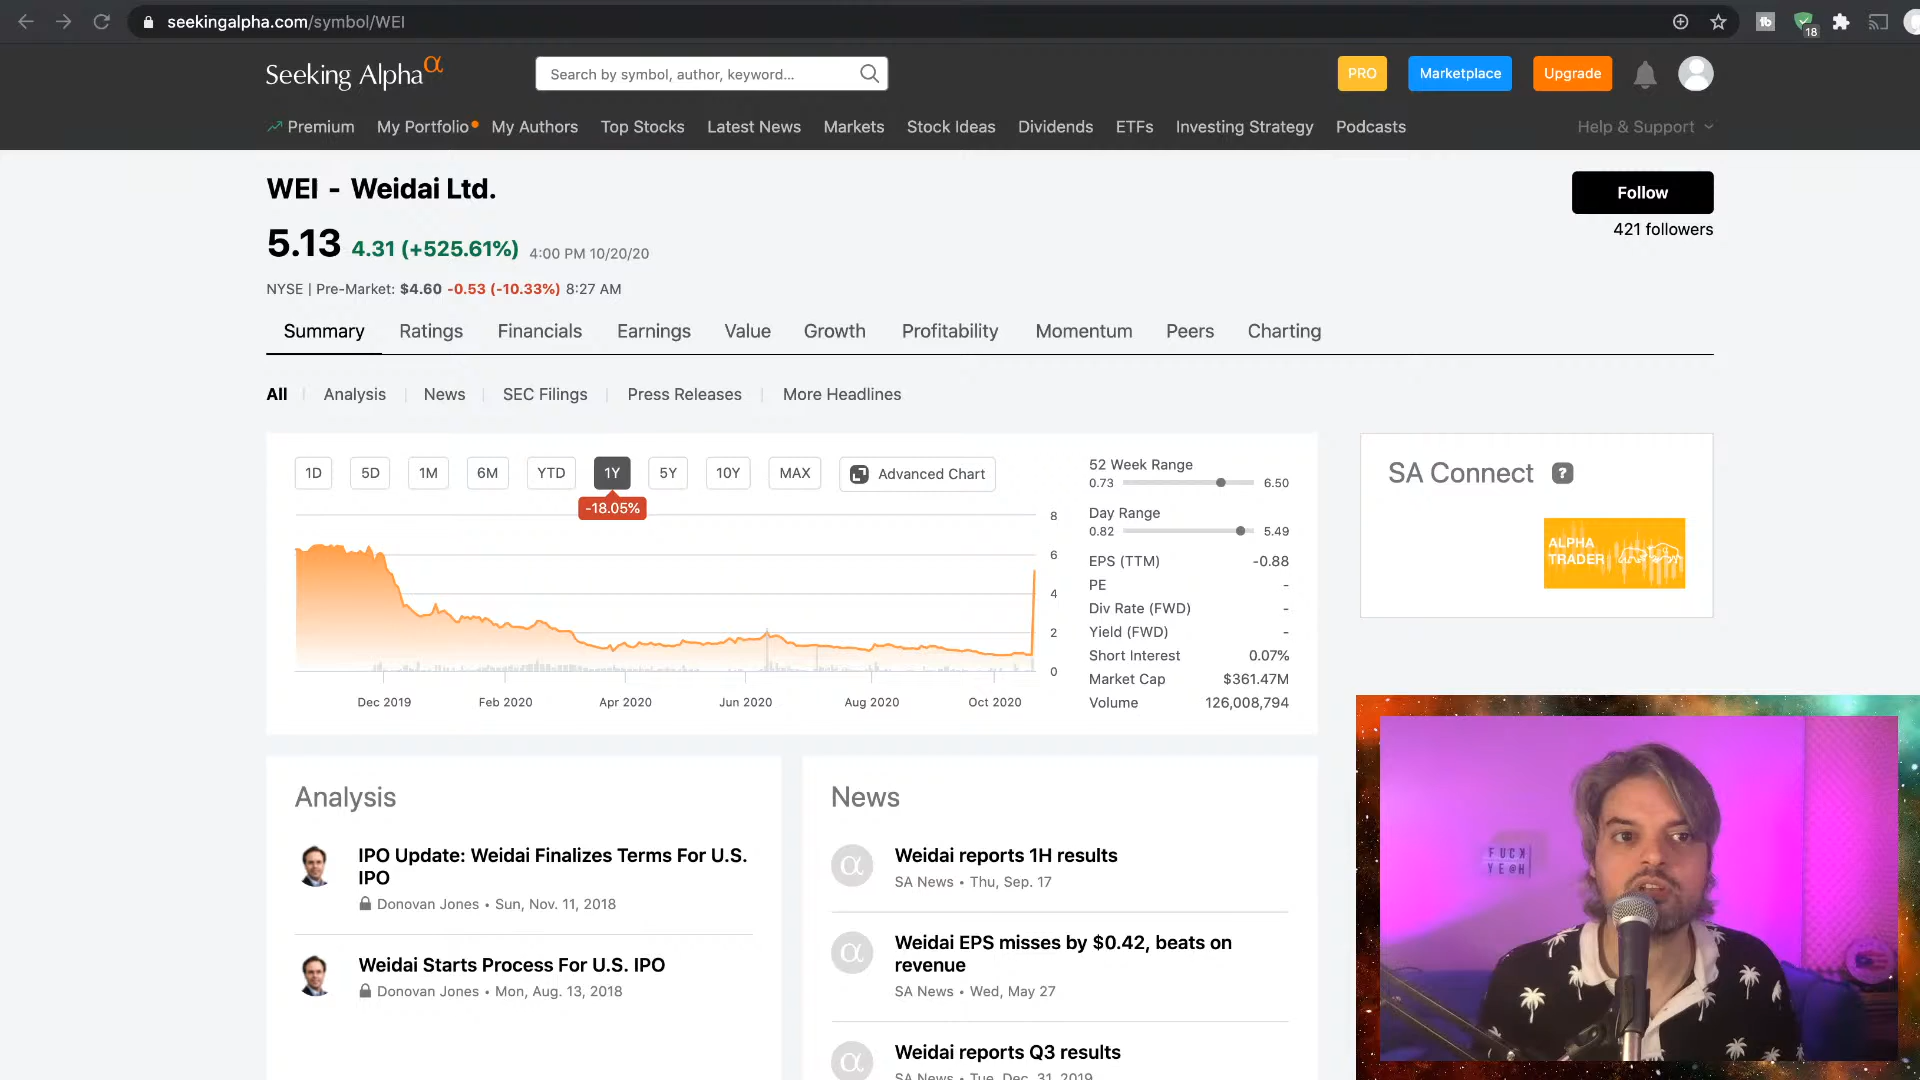 seekingalpha.com/symbol/WEI
18
Seeking Alpha α
Search by symbol, author, keyword...
PRO
Marketplace
Upgrade
Premium
My Portfolio
My Authors
Top Stocks
Latest News
Markets
Stock Ideas
Dividends
ETFs
Investing Strategy
Podcasts
Help & Support
WEI - Weidai Ltd.
Follow
421 followers
5.13 4.31 (+525.61%) 4:00 PM 10/20/20
NYSE | Pre-Market: $4.60 -0.53 (-10.33%) 8:27 AM
Summary
Ratings
Financials
Earnings
Value
Growth
Profitability
Momentum
Peers
Charting
All
Analysis
News
SEC Filings
Press Releases
More Headlines
1D
5D
1M
6M
YTD
1Y
5Y
10Y
MAX
Advanced Chart
-18.05%
8
6
4
2
0
Dec 2019
Feb 2020
Apr 2020
Jun 2020
Aug 2020
Oct 2020
52 Week Range
0.73 6.50
Day Range
0.82 5.49
EPS (TTM) -0.88
PE -
Div Rate (FWD) -
Yield (FWD) -
Short Interest 0.07%
Market Cap $361.47M
Volume 126,008,794
SA Connect ?
ALPHA
TRADER
Analysis
IPO Update: Weidai Finalizes Terms For U.S.
IPO
Donovan Jones • Sun, Nov. 11, 2018
Weidai Starts Process For U.S. IPO
Donovan Jones • Mon, Aug. 13, 2018
News
α
Weidai reports 1H results
SA News • Thu, Sep. 17
α
Weidai EPS misses by $0.42, beats on
revenue
SA News • Wed, May 27
α
Weidai reports Q3 results
SA News • Tue, Dec. 31, 2019
FUCK
YE@H